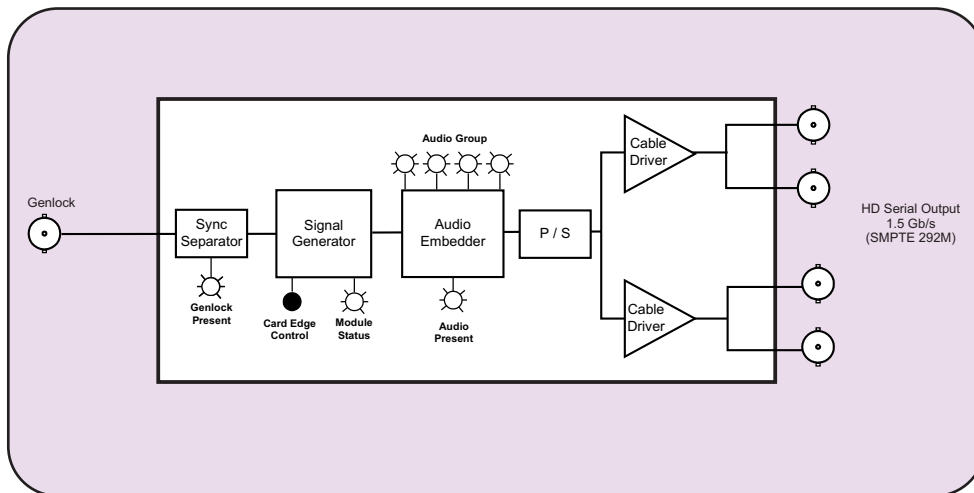 Genlock
Sync
Separator
Genlock
Present
Signal
Generator
Card Edge
Control
Module
Status
Audio Group
Audio
Embedder
Audio
Present
P / S
Cable
Driver
Cable
Driver
HD Serial Output
1.5 Gb/s
(SMPTE 292M)